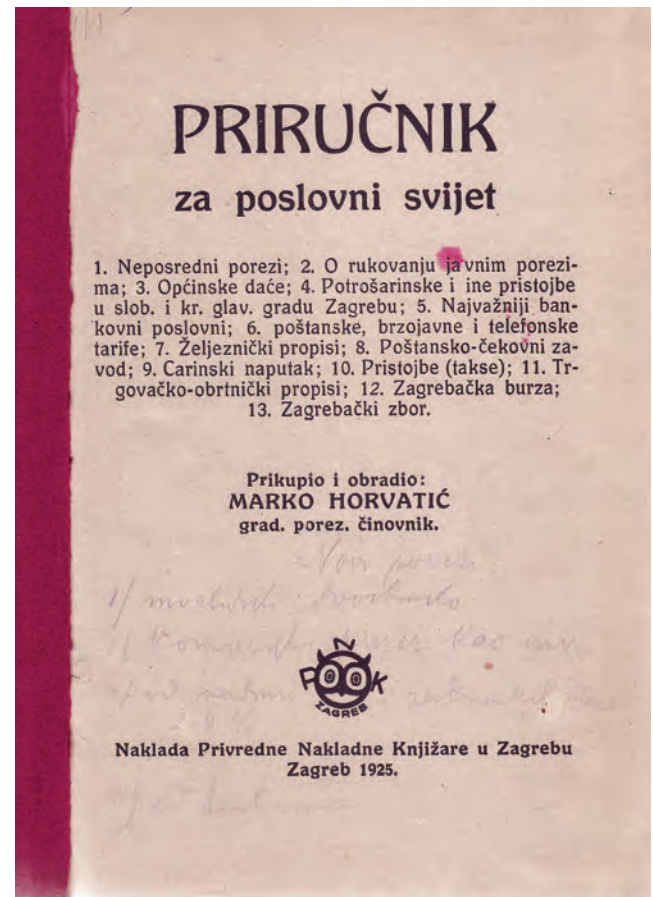 PRIRUČNIK
za poslovni svijet
1. Neposredni porezi; 2. O rukovanju javnim porezi-
ma; 3. Općinske daće; 4. Potrošarinske i ine pristojbe
u slob. i kr. glav. gradu Zagrebu; 5. Najvažniji ban-
kovni poslovni; 6. poštanske, brzojavne i telefonske
tarife; 7. Željeznički propisi; 8. Poštansko-čekovni za-
vod; 9. Carinski naputak; 10. Pristojbe (takse); 11. Tr-
govačko-obrtnički propisi; 12. Zagrebačka burza;
13. Zagrebački zbor.
Prikupio i obradio:
MARKO HORVATIĆ
grad. porez. činovnik.
kao
P N K
ZAGREB
Naklada Privredne Nakladne Knjižare u Zagrebu
Zagreb 1925.